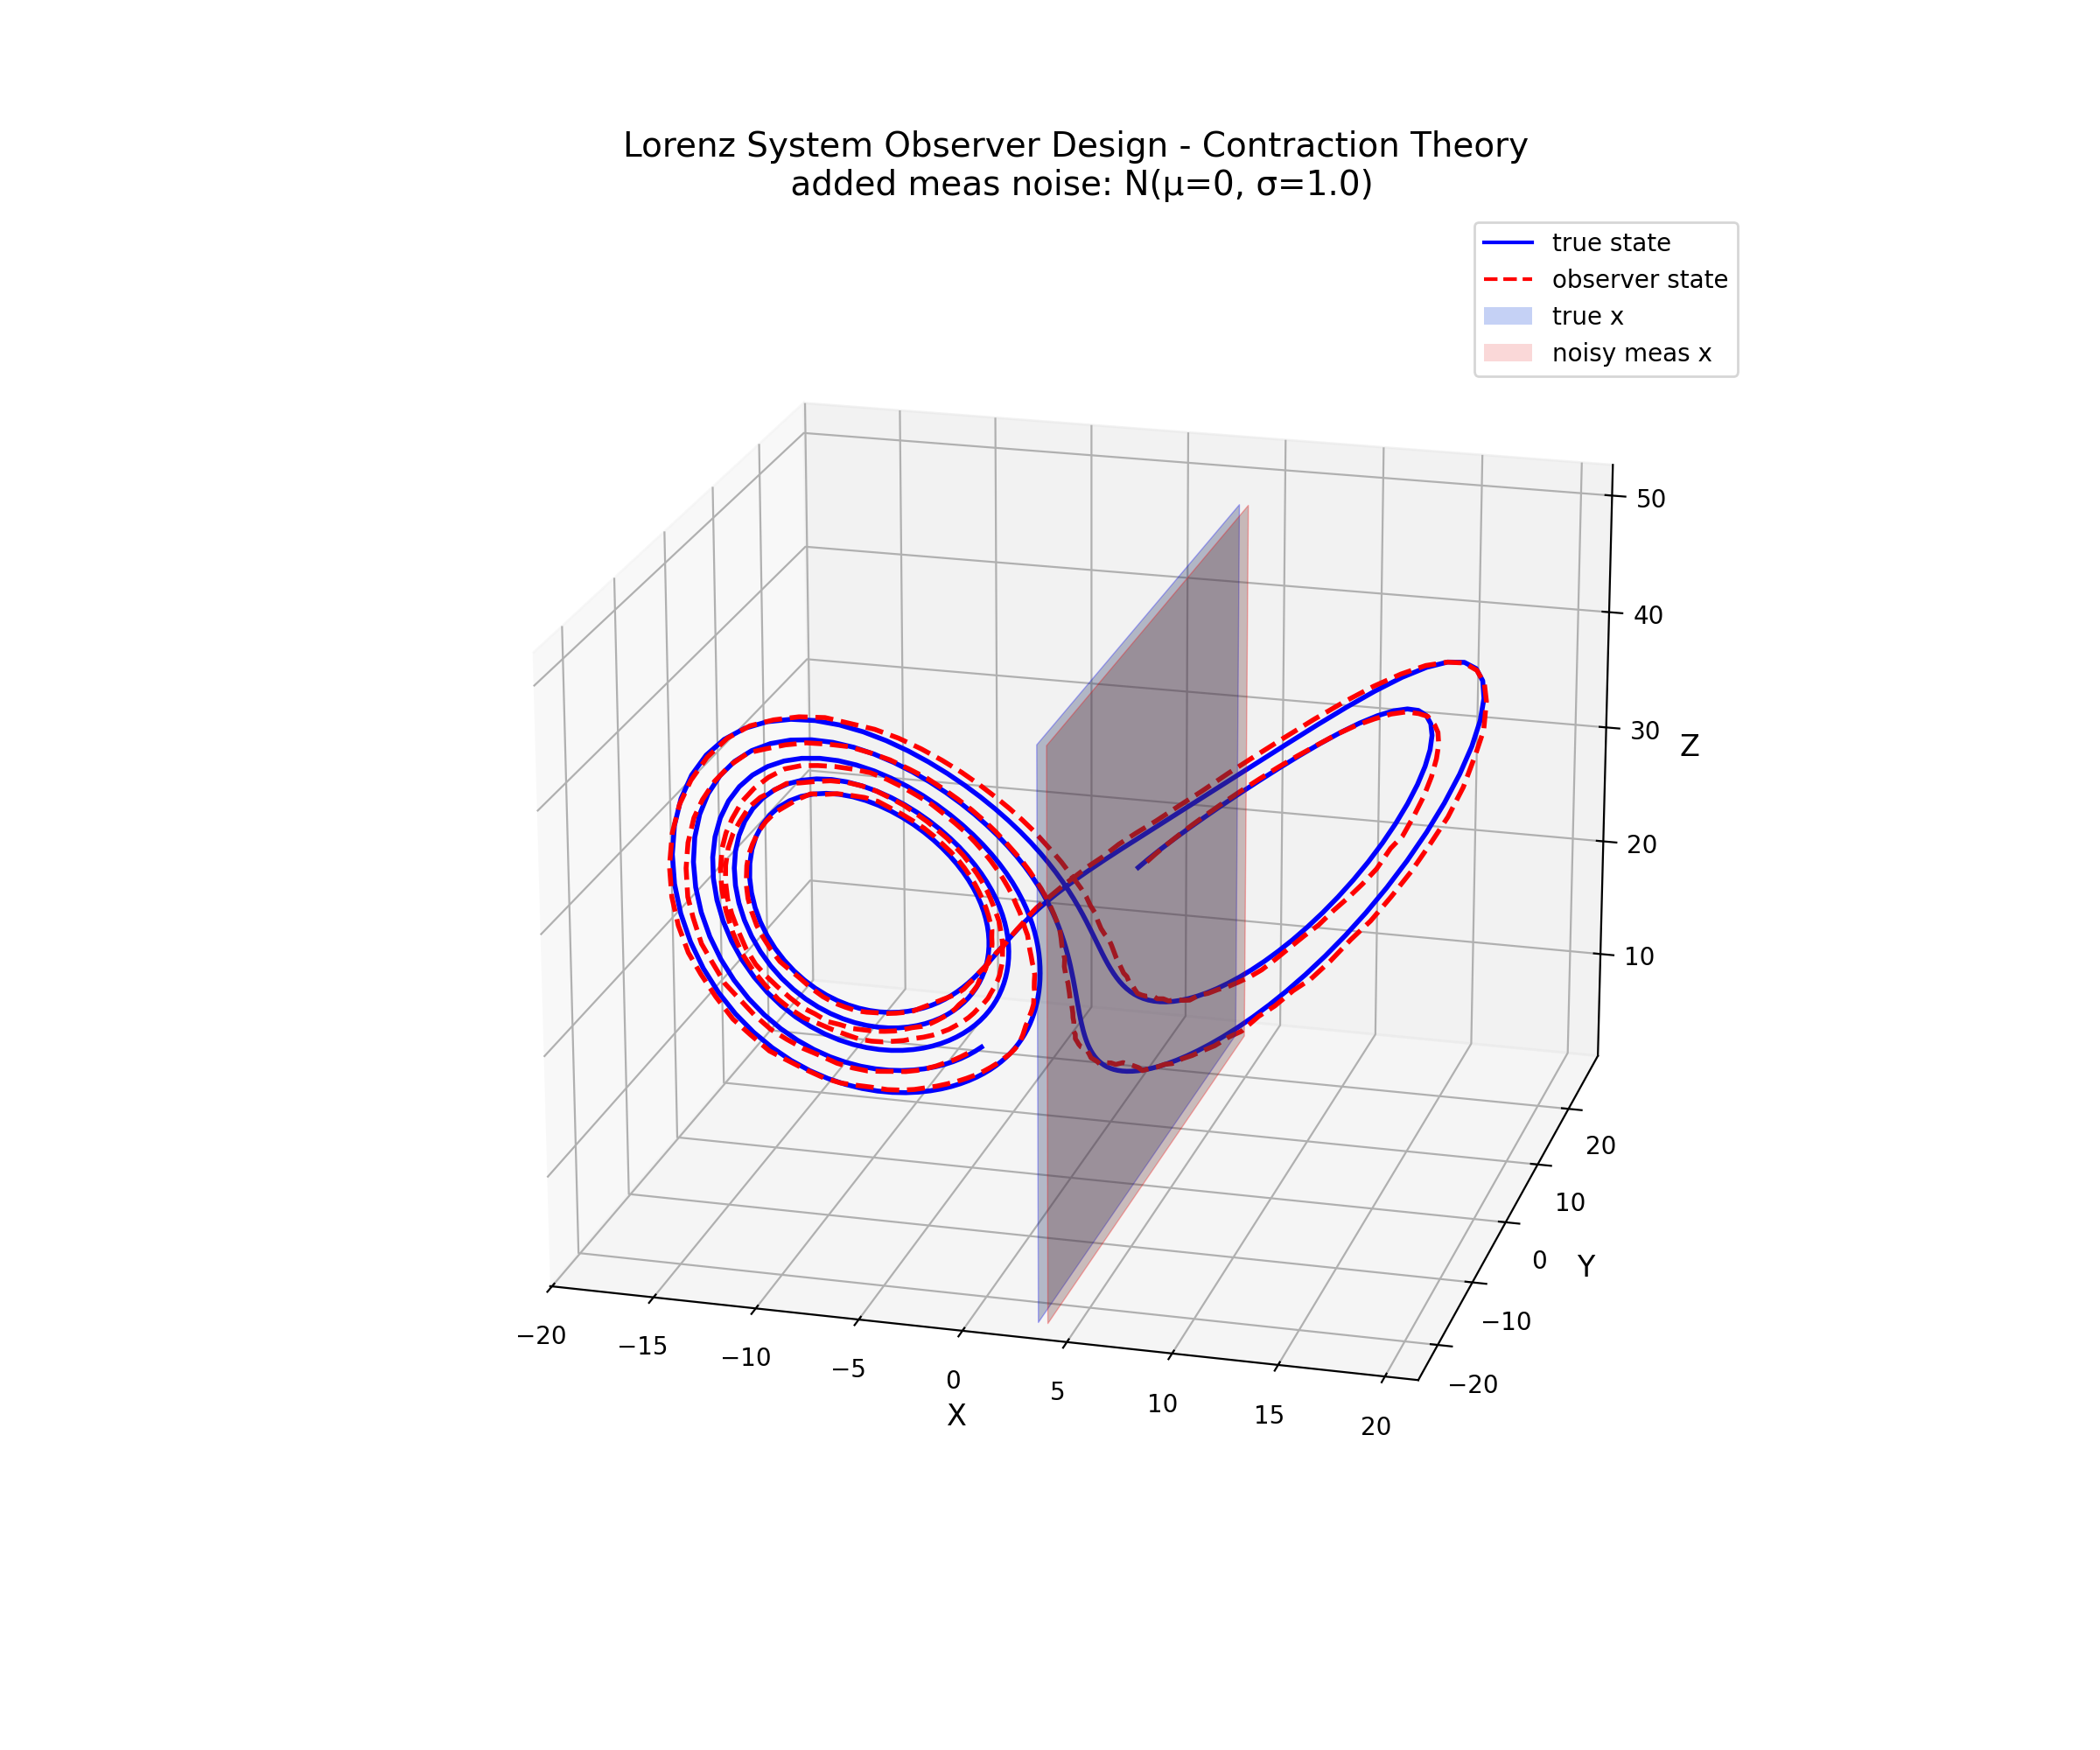 Lorenz System Observer Design - Contraction Theory
added meas noise: N(μ=0, σ=1.0)
true state
observer state
true x
noisy meas x
50
40
30
Z
20
10
20
10
0
Y
−10
−20
−20
−15
−10
−5
0
5
10
15
20
X